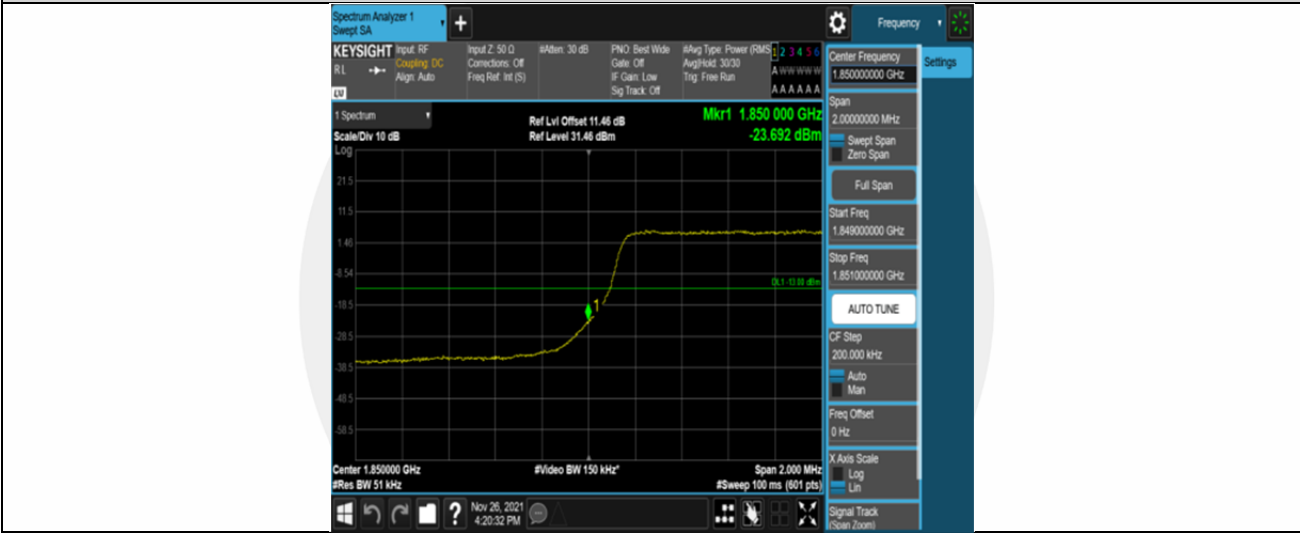 Spectrum Analyzer 1
Swept SA
+
Frequency
KEYSIGHT
R L
Input: RF
Coupling: DC
Align: Auto
Input Z: 50 Ω
Corrections: Off
Freq Ref: Int (S)
#Atten: 30 dB
PNO: Best Wide
Gate: Off
IF Gain: Low
Sig Track: Off
#Avg Type: Power (RMS
Avg|Hold: 30/30
Trig: Free Run
1 2 3 4 5 6
A W W W W W
A A A A A A
Settings
1 Spectrum
Scale/Div 10 dB
Log
Ref Lvl Offset 11.46 dB
Ref Level 31.46 dBm
Mkr1 1.850 000 GHz
-23.692 dBm
21.5
11.5
1.46
-8.54
-18.5
-28.5
-38.5
-48.5
-58.5
DL1 -13.00 dBm
1
Center 1.850000 GHz
#Res BW 51 kHz
#Video BW 150 kHz*
Span 2.000 MHz
#Sweep 100 ms (601 pts)
Center Frequency
1.850000000 GHz
Span
2.00000000 MHz
Swept Span
Zero Span
Full Span
Start Freq
1.849000000 GHz
Stop Freq
1.851000000 GHz
AUTO TUNE
CF Step
200.000 kHz
Auto
Man
Freq Offset
0 Hz
X Axis Scale
Log
Lin
Signal Track
(Span Zoom)
?
Nov 26, 2021
4:20:32 PM